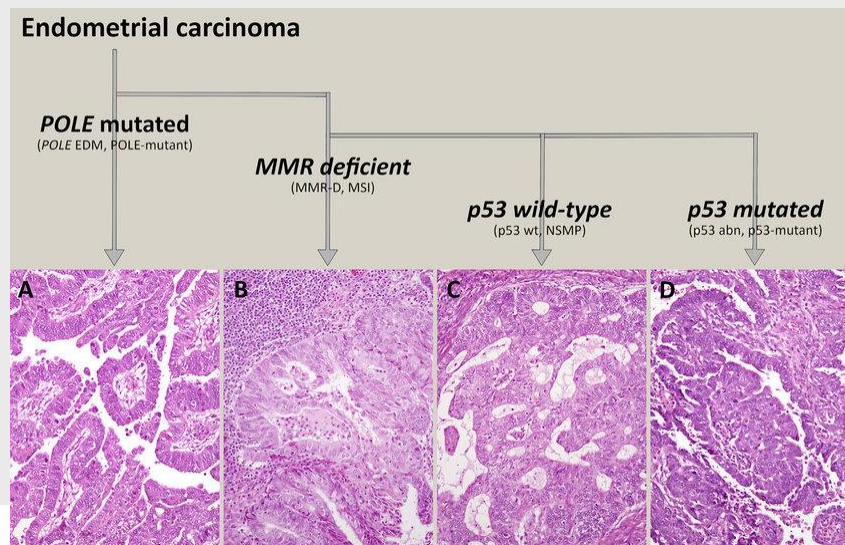 Endometrial carcinoma
POLE mutated
(POLE EDM, POLE-mutant)
MMR deficient
(MMR-D, MSI)
p53 wild-type
(p53 wt, NSMP)
p53 mutated
(p53 abn, p53-mutant)
A
B
C
D